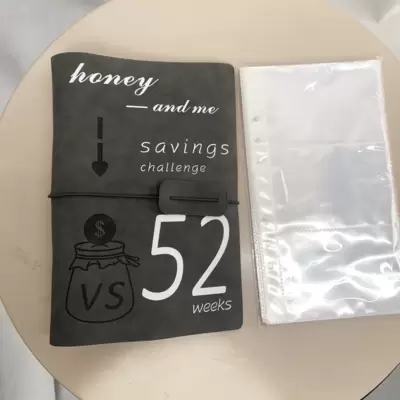 honey
— and me
savings
challenge
$
VS
52
weeks